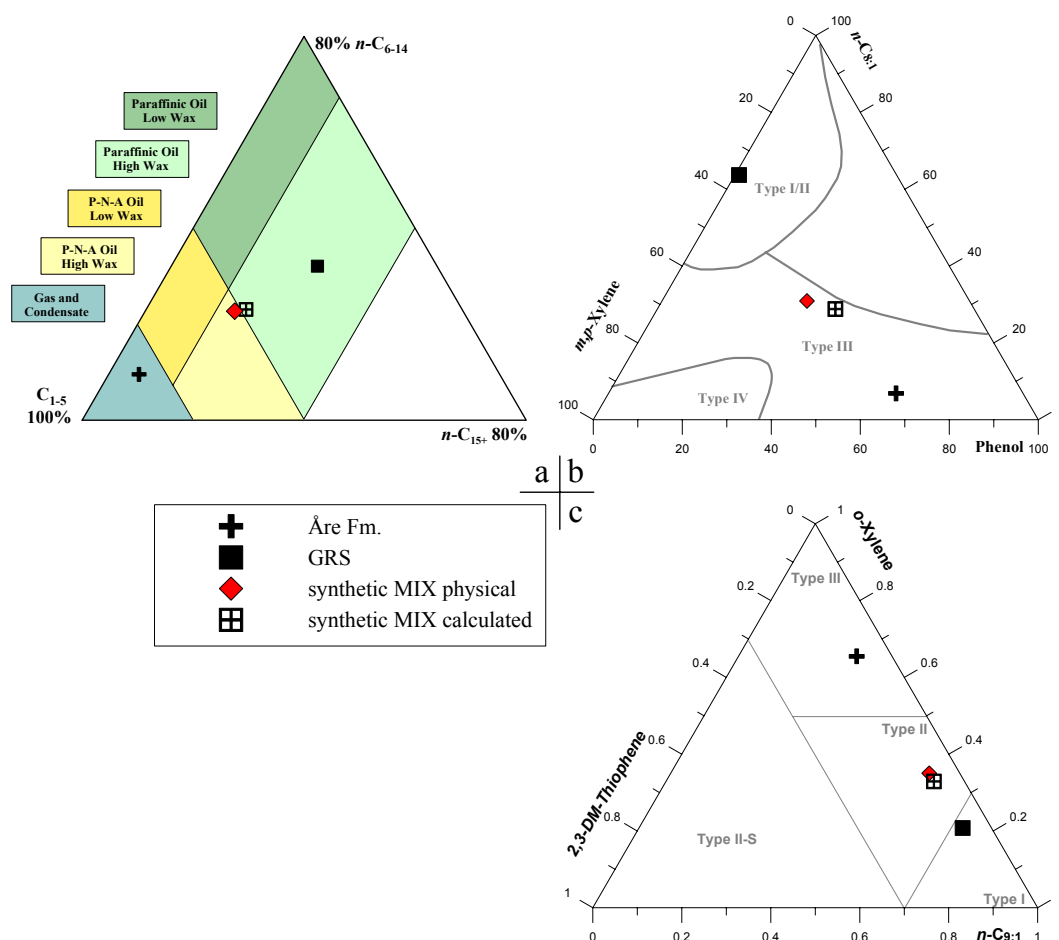 80% n-C6-14
Paraffinic Oil
Low Wax
Paraffinic Oil
High Wax
P-N-A Oil
Low Wax
P-N-A Oil
High Wax
Gas and
Condensate
C1-5
100%
n-C15+ 80%
0
100
n-C8:1
20
80
40
60
Type I/II
60
40
m,p-Xylene
80
20
Type III
Type IV
100
0
20
40
60
80
Phenol
100
a
b
c
Åre Fm.
GRS
synthetic MIX physical
synthetic MIX calculated
0
1
o-Xylene
Type III
0.2
0.8
0.4
0.6
Type II
0.6
0.4
2,3-DM-Thiophene
0.8
0.2
Type II-S
Type I
1
0
0.2
0.4
0.6
0.8
n-C9:1
1